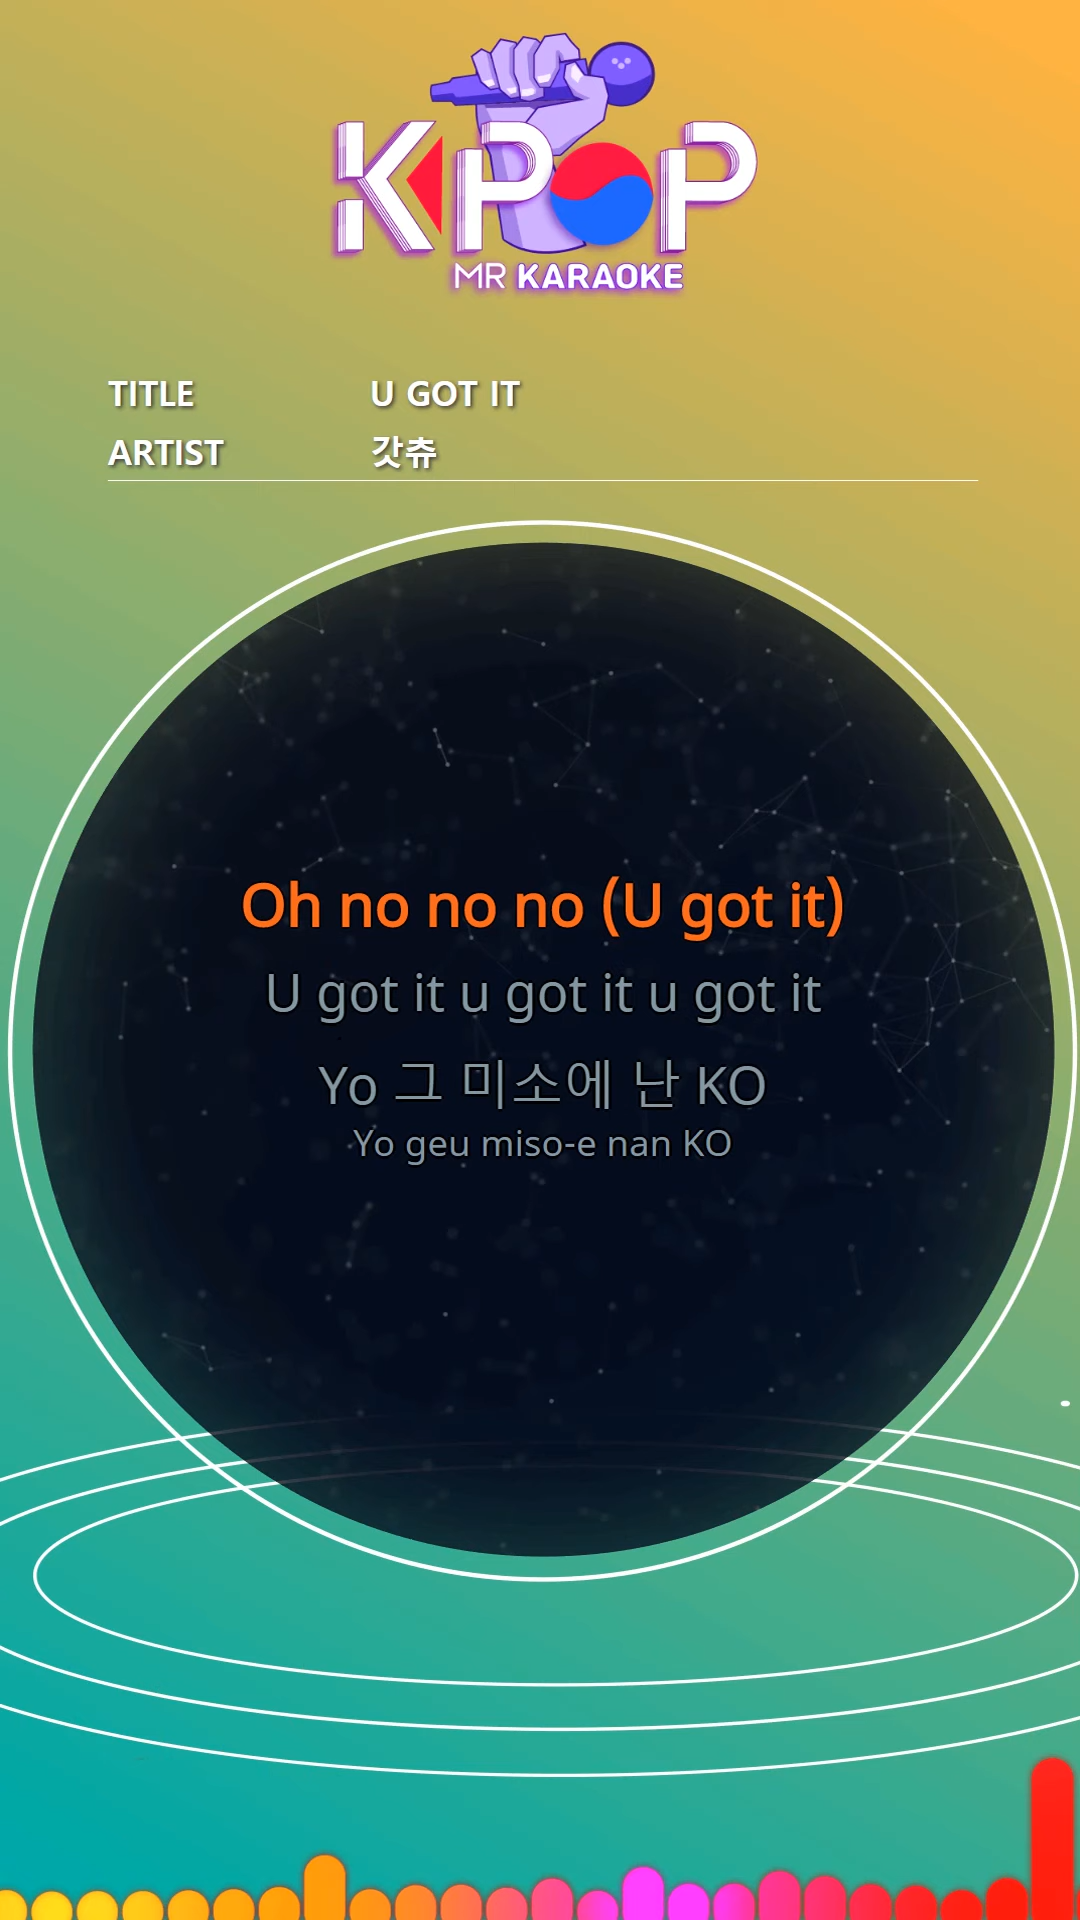 KPOP
MR KARAOKE
TITLE U GOT IT
ARTIST 갓츄
Oh no no no (U got it)
U got it u got it u got it
Yo 그 미소에 난 KO
Yo geu miso-e nan KO